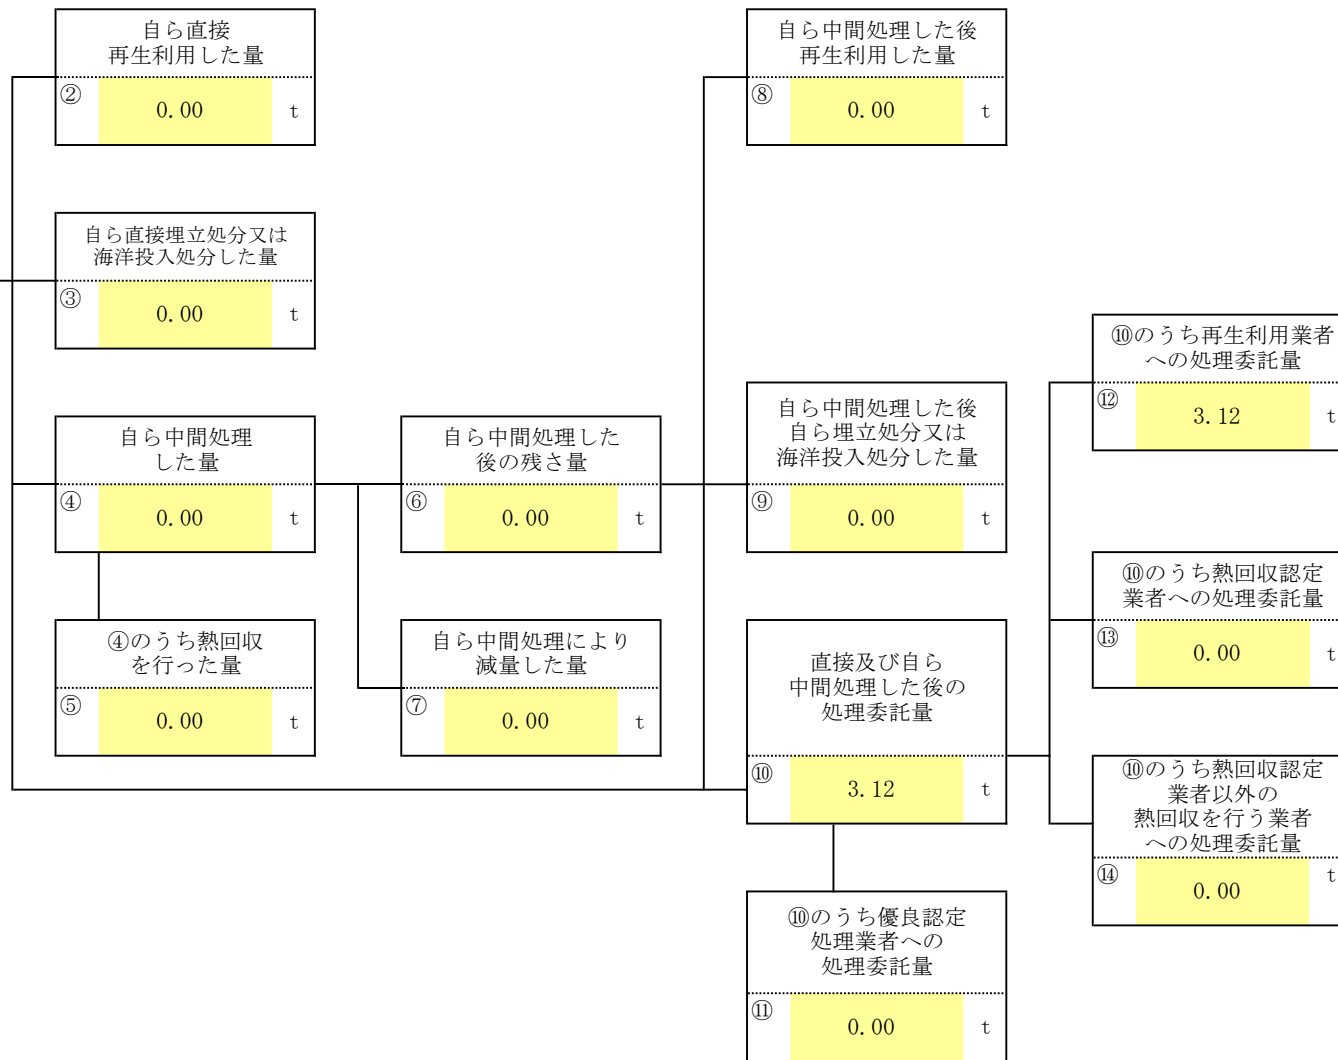 自ら直接
再生利用した量
② 0.00 t
自ら直接埋立処分又は
海洋投入処分した量
③ 0.00 t
自ら中間処理
した量
④ 0.00 t
④のうち熱回収
を行った量
⑤ 0.00 t
自ら中間処理した
後の残さ量
⑥ 0.00 t
自ら中間処理により
減量した量
⑦ 0.00 t
自ら中間処理した後
再生利用した量
⑧ 0.00 t
自ら中間処理した後
自ら埋立処分又は
海洋投入処分した量
⑨ 0.00 t
直接及び自ら
中間処理した後の
処理委託量
⑩ 3.12 t
⑩のうち優良認定
処理業者への
処理委託量
⑪ 0.00 t
⑩のうち再生利用業者
への処理委託量
⑫ 3.12 t
⑩のうち熱回収認定
業者への処理委託量
⑬ 0.00 t
⑩のうち熱回収認定
業者以外の
熱回収を行う業者
への処理委託量
⑭ 0.00 t